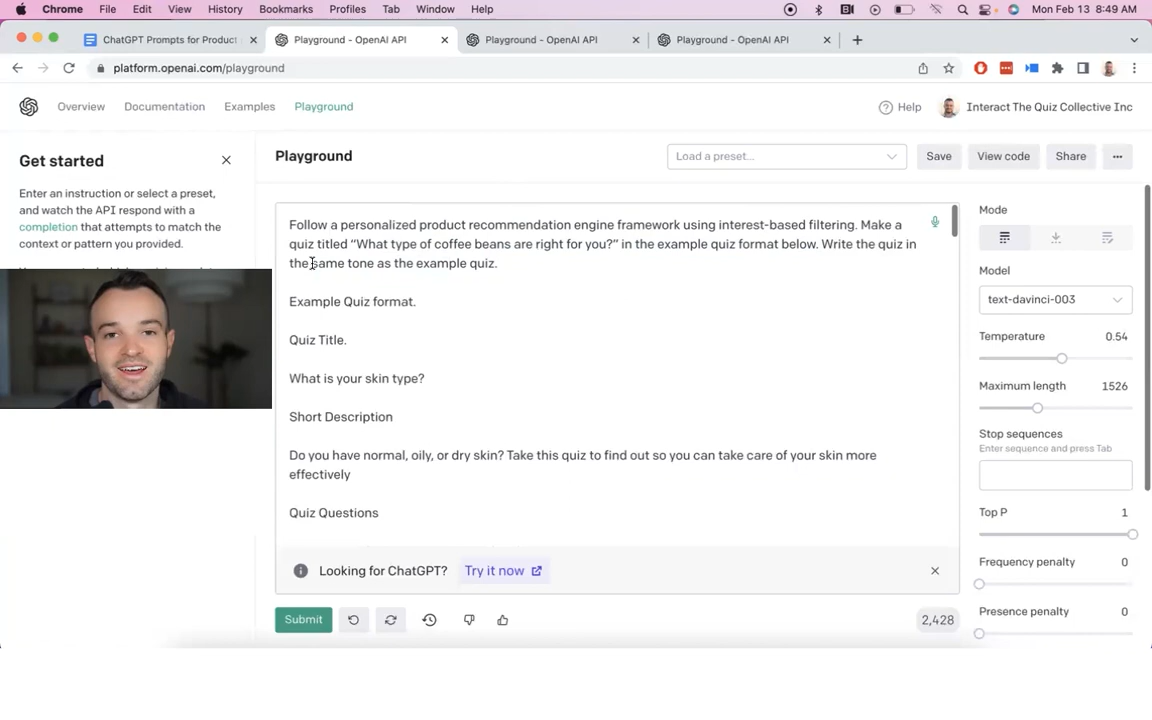 Chrome File Edit View History Bookmarks Profiles Tab Window Help Mon Feb 13 8:49 AM
ChatGPT Prompts for Product Playground - OpenAI API Playground - OpenAI API Playground - OpenAI API
platform.openai.com/playground
Overview Documentation Examples Playground Help Interact The Quiz Collective Inc
Get started
Enter an instruction or select a preset,
and watch the API respond with a
completion that attempts to match the
context or pattern you provided.
Playground
Load a preset...
Save
View code
Share
Follow a personalized product recommendation engine framework using interest-based filtering. Make a
quiz titled “What type of coffee beans are right for you?” in the example quiz format below. Write the quiz in
the same tone as the example quiz.
Example Quiz format.
Quiz Title.
What is your skin type?
Short Description
Do you have normal, oily, or dry skin? Take this quiz to find out so you can take care of your skin more
effectively
Quiz Questions
Looking for ChatGPT? Try it now
Submit
2,428
Mode
Model
text-davinci-003
Temperature 0.54
Maximum length 1526
Stop sequences
Enter sequence and press Tab
Top P 1
Frequency penalty 0
Presence penalty 0